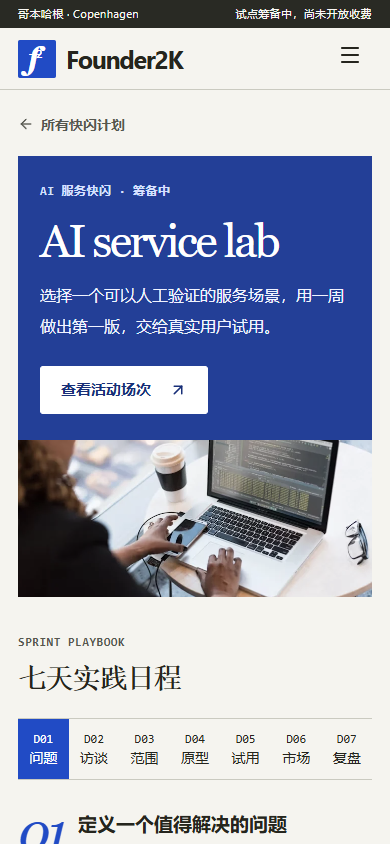 哥本哈根 · Copenhagen
试点筹备中，尚未开放收费
Founder2K
← 所有快闪计划
AI 服务快闪 · 筹备中
AI service lab
选择一个可以人工验证的服务场景，用一周
做出第一版，交给真实用户试用。
查看活动场次
SPRINT PLAYBOOK
七天实践日程
D01 D02 D03 D04 D05 D06 D07
问题 访谈 范围 原型 试用 市场 复盘
01 定义一个值得解决的问题